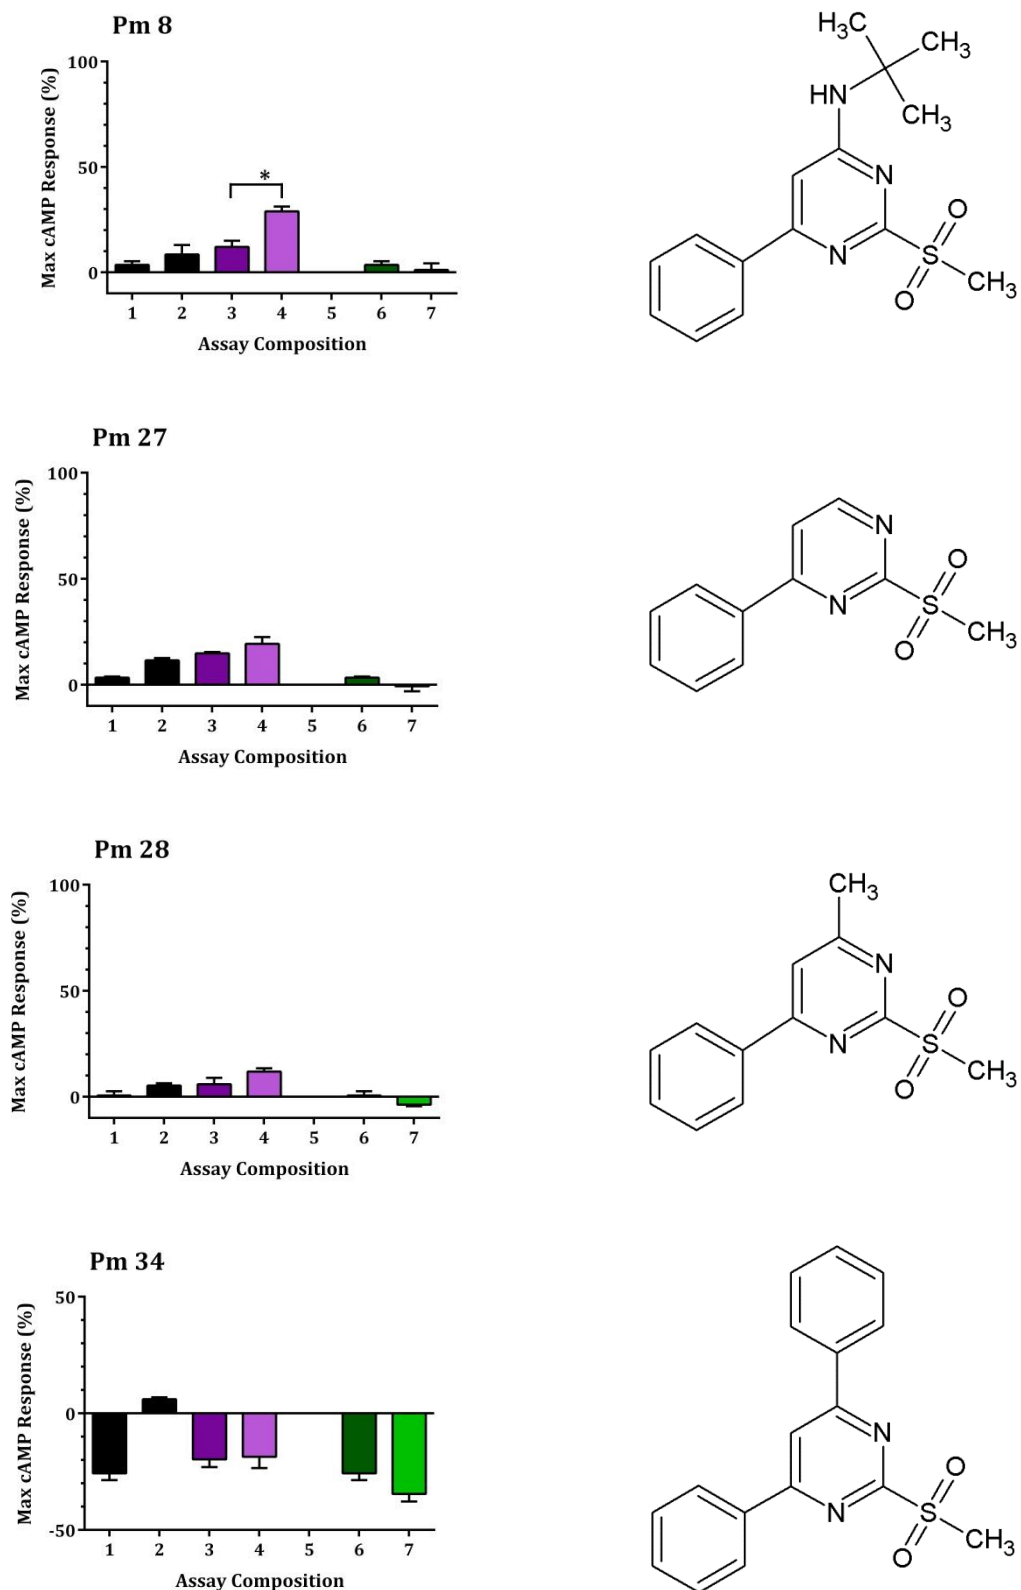 Pm 8
Max cAMP Response (%)
100
50
0
*
1 2 3 4 5 6 7
Assay Composition
H₃C
CH₃
HN
CH₃
N
N
O
S
O
CH₃
Pm 27
Max cAMP Response (%)
100
50
0
1 2 3 4 5 6 7
Assay Composition
N
N
O
S
O
CH₃
Pm 28
Max cAMP Response (%)
100
50
0
1 2 3 4 5 6 7
Assay Composition
CH₃
N
N
O
S
O
CH₃
Pm 34
Max cAMP Response (%)
50
0
-50
1 2 3 4 5 6 7
Assay Composition
N
N
O
S
O
CH₃